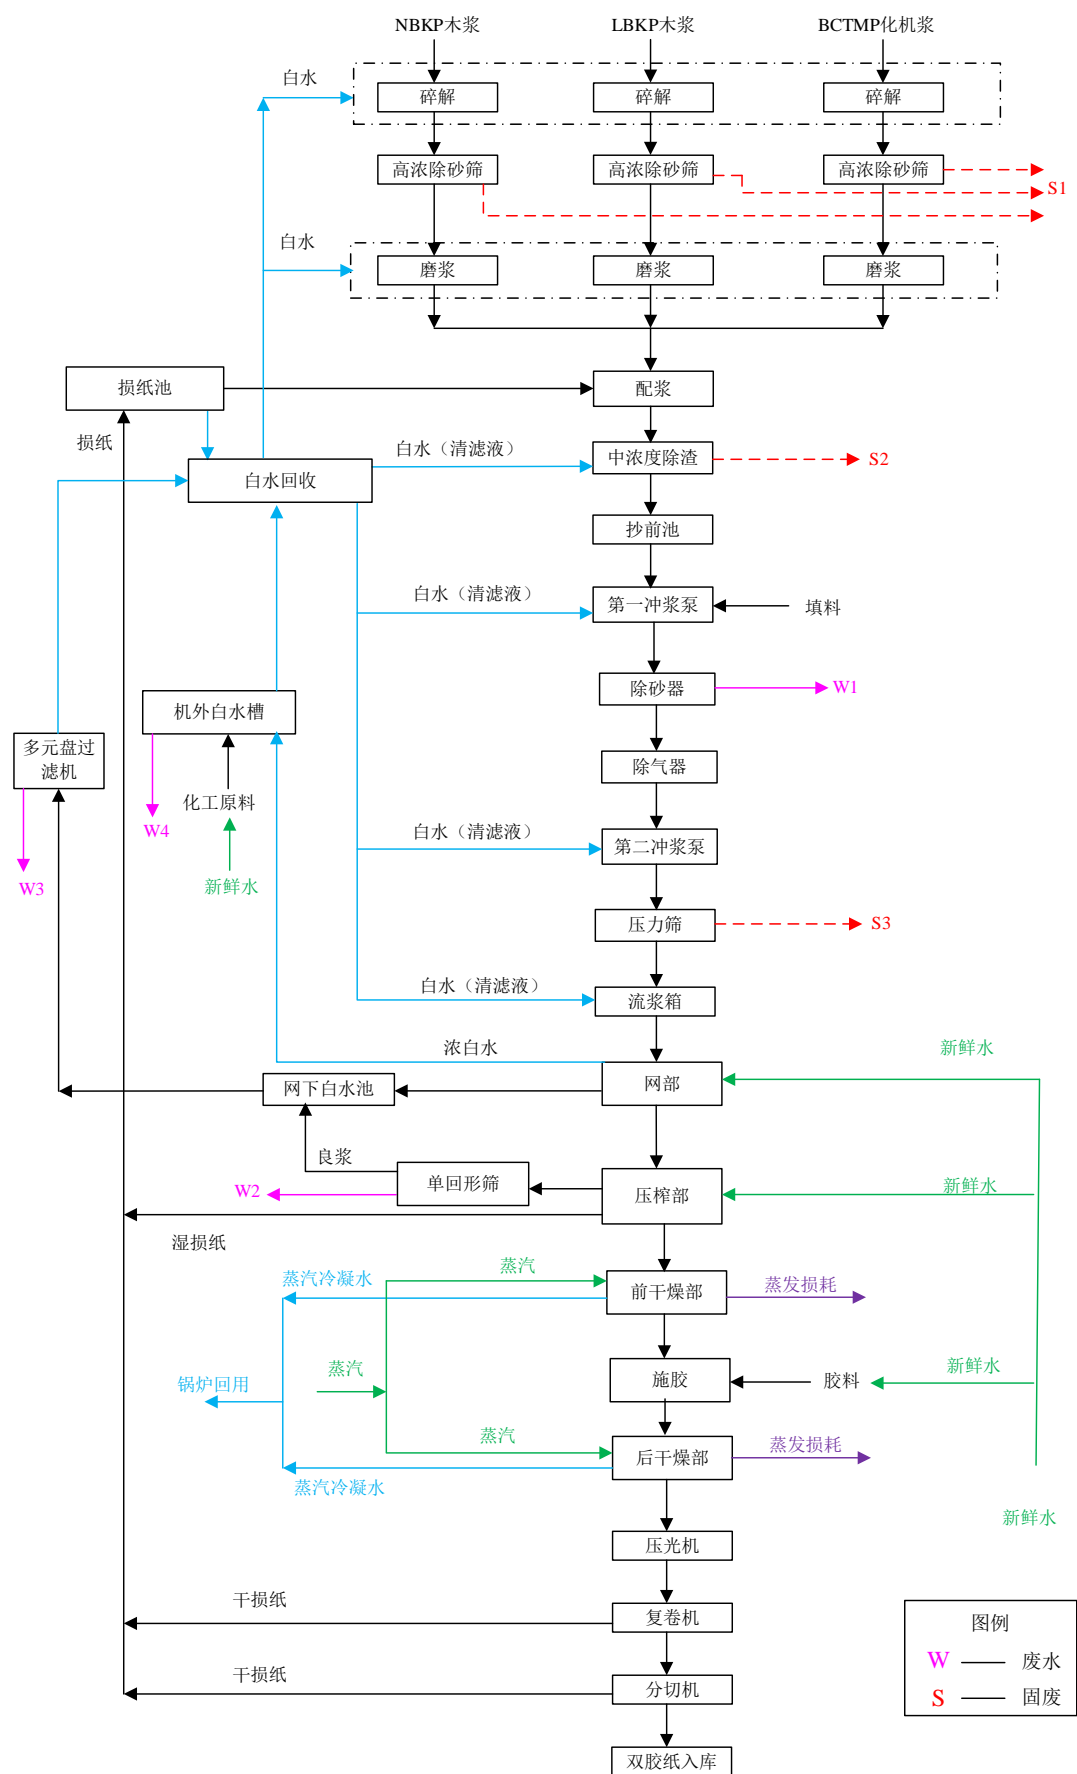 NBKP木浆
LBKP木浆
BCTMP化机浆
白水
碎解
碎解
碎解
高浓除砂筛
高浓除砂筛
高浓除砂筛
S1
白水
磨浆
磨浆
磨浆
损纸池
配浆
损纸
白水（清滤液）
中浓度除渣
S2
白水回收
抄前池
白水（清滤液）
第一冲浆泵
填料
除砂器
W1
机外白水槽
多元盘过
滤机
除气器
化工原料
W4
白水（清滤液）
第二冲浆泵
W3
新鲜水
压力筛
S3
白水（清滤液）
流浆箱
浓白水
新鲜水
网部
网下白水池
良浆
单回形筛
W2
压榨部
新鲜水
湿损纸
蒸汽冷凝水
蒸汽
前干燥部
蒸发损耗
蒸汽
锅炉回用
施胶
胶料
新鲜水
蒸汽
后干燥部
蒸发损耗
蒸汽冷凝水
新鲜水
压光机
干损纸
复卷机
图例
W
废水
干损纸
分切机
S
固废
双胶纸入库